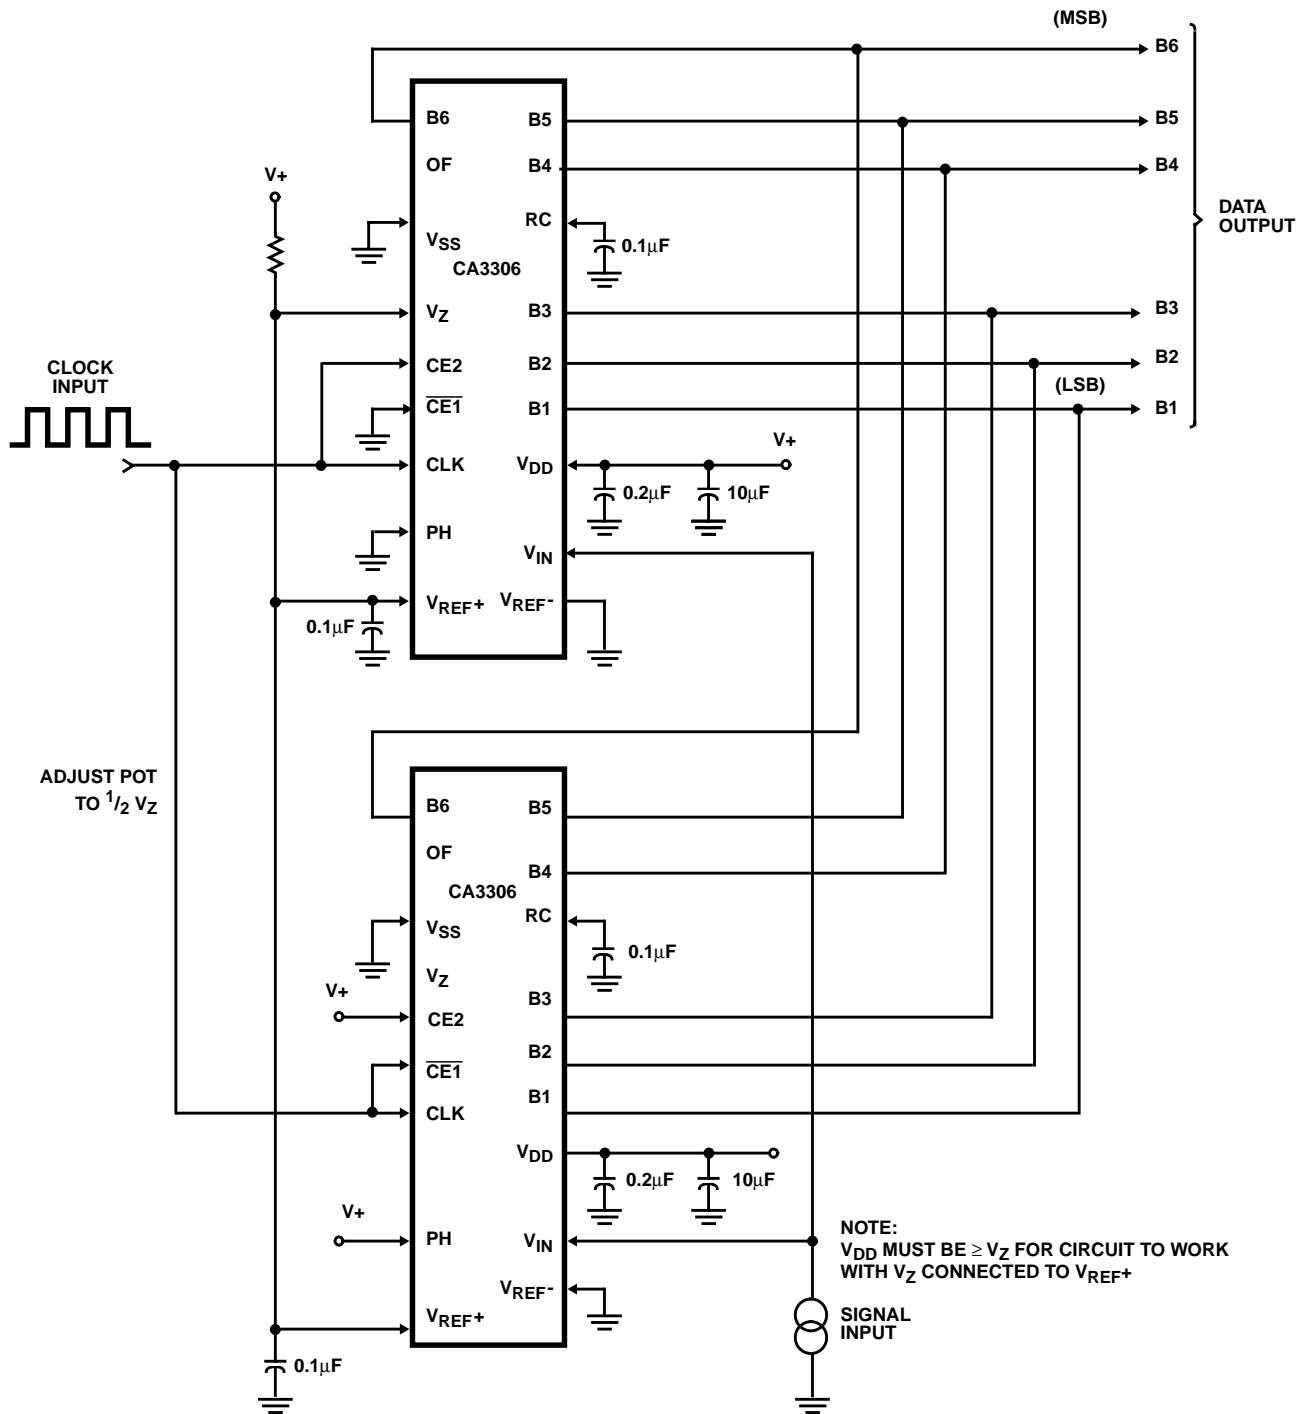 (MSB)
B6
B5
B4
DATA
OUTPUT
B3
B2
(LSB)
B1
V+
CLOCK
INPUT
B6
OF
VSS
CA3306
VZ
CE2
CE1
CLK
PH
VREF+
0.1µF
B5
B4
RC
0.1µF
B3
B2
B1
VDD
V+
0.2µF
10µF
VIN
VREF-
ADJUST POT
TO 1/2 VZ
B6
OF
CA3306
VSS
VZ
V+
CE2
CE1
CLK
V+
PH
VREF+
0.1µF
B5
B4
RC
0.1µF
B3
B2
B1
VDD
0.2µF
10µF
VIN
VREF-
NOTE:
VDD MUST BE ≥ VZ FOR CIRCUIT TO WORK
WITH VZ CONNECTED TO VREF+
SIGNAL
INPUT